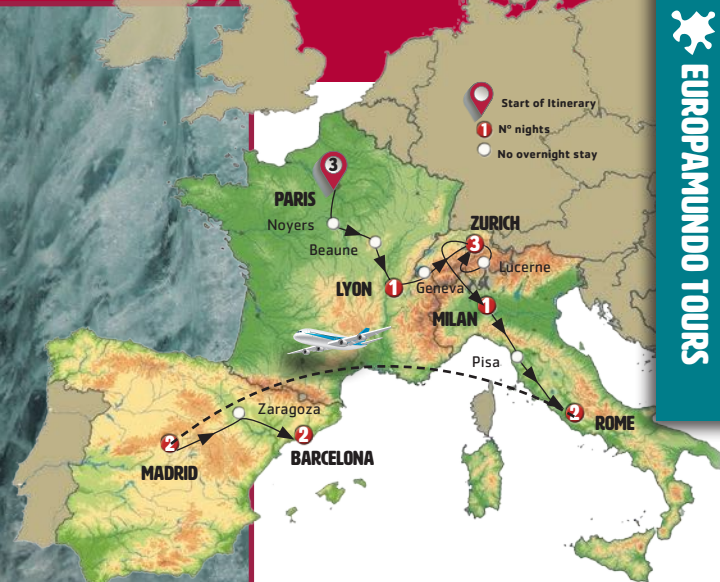 EUROPAMUNDO TOURS
Start of Itinerary
1 Nº nights
No overnight stay
3
PARIS
Noyers
Beaune
ZURICH
3
Lucerne
LYON
1
Geneva
1
MILAN
Pisa
ROME
Zaragoza
2
MADRID
2
BARCELONA